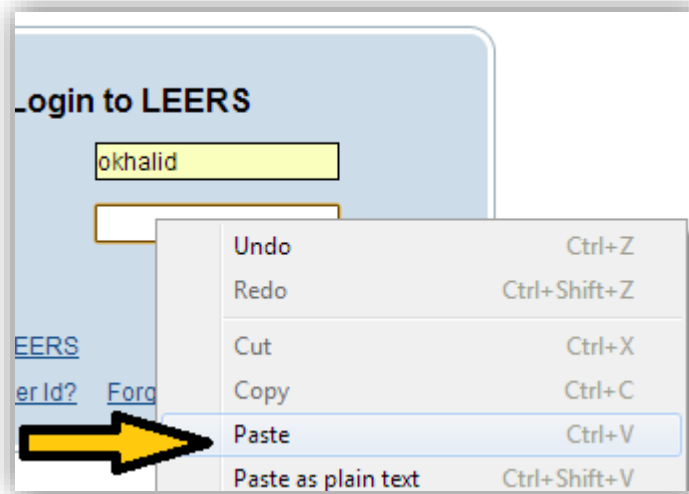 Login to LEERS
okhalid
Undo Ctrl+Z
Redo Ctrl+Shift+Z
EERS
Cut Ctrl+X
er Id? Forg
Copy Ctrl+C
Paste Ctrl+V
Paste as plain text Ctrl+Shift+V